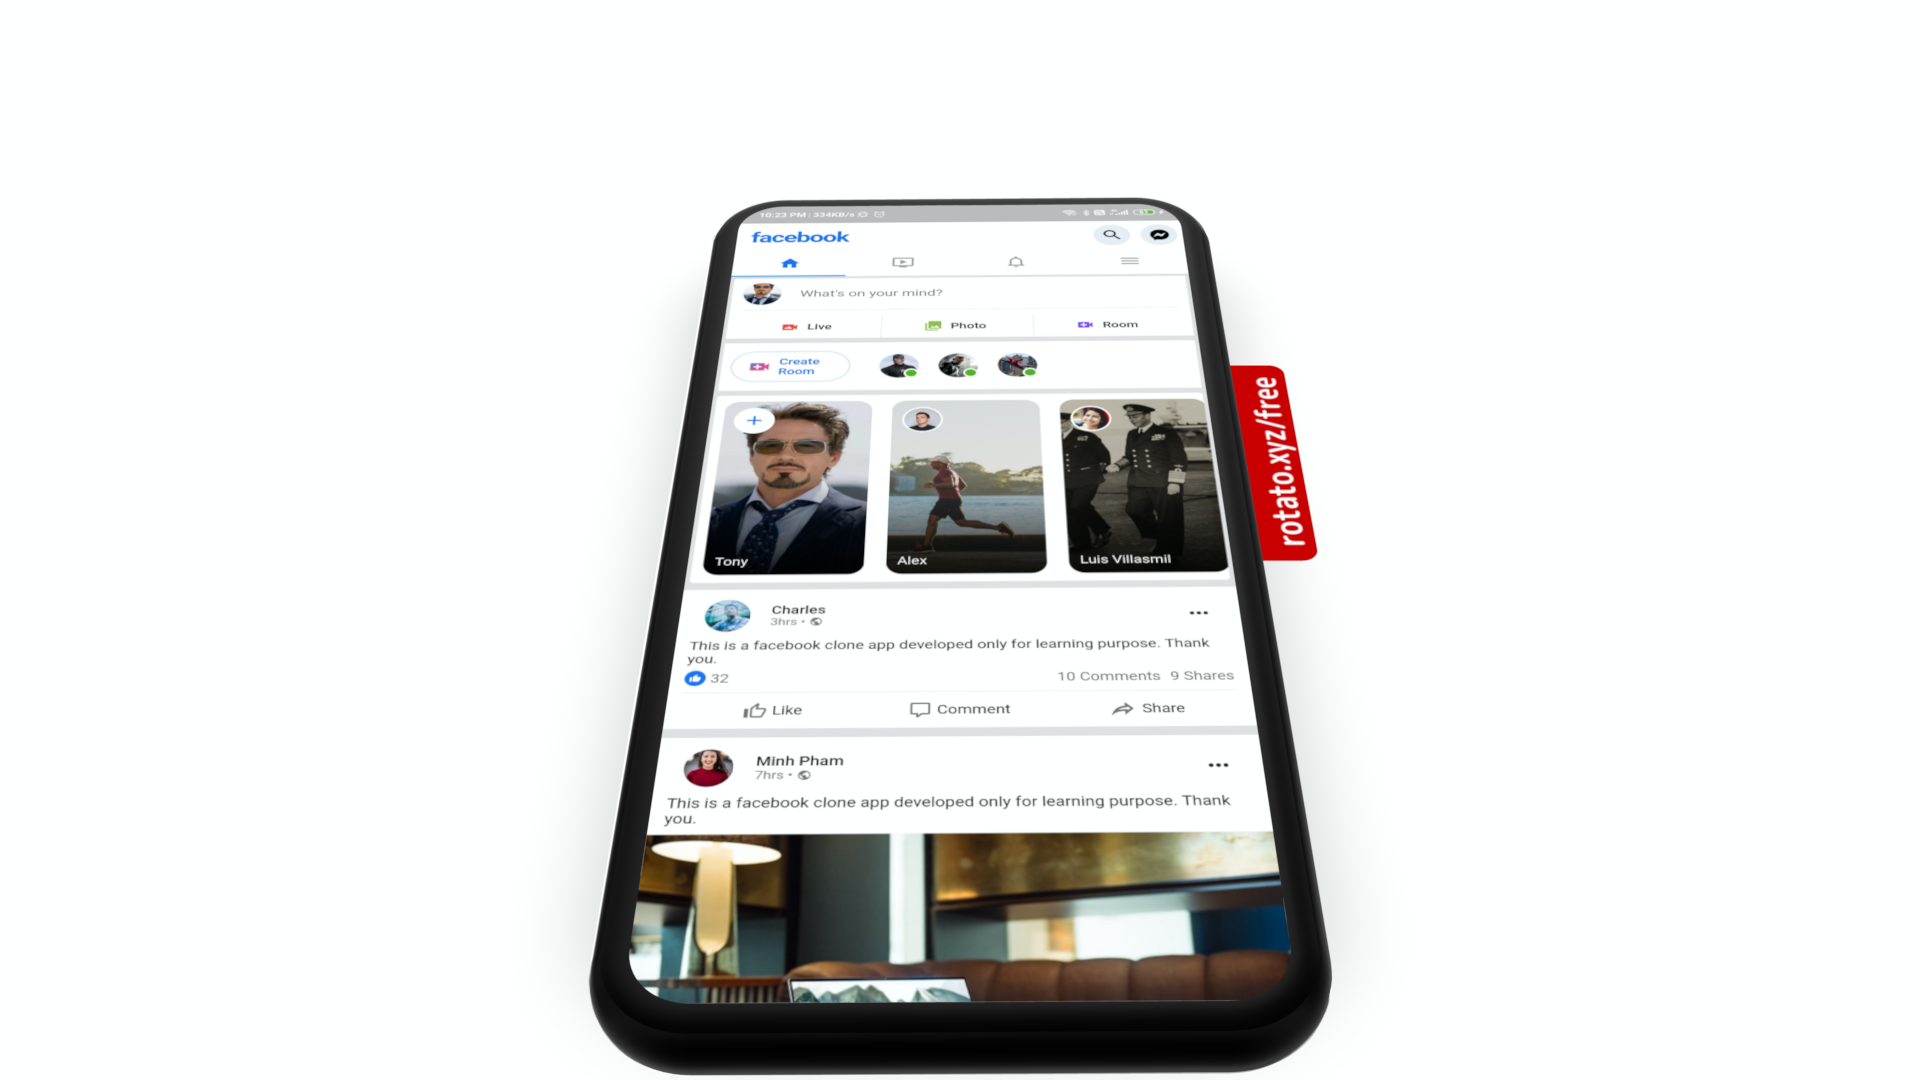 10:23 PM | 334KB/s
facebook
What's on your mind?
Live
Photo
Room
Create
Room
Tony
Alex
Luis Villasmil
Charles
3hrs •
This is a facebook clone app developed only for learning purpose. Thank
you.
32
10 Comments 9 Shares
Like
Comment
Share
Minh Pham
7hrs •
This is a facebook clone app developed only for learning purpose. Thank
you.
rotato.xyz/free